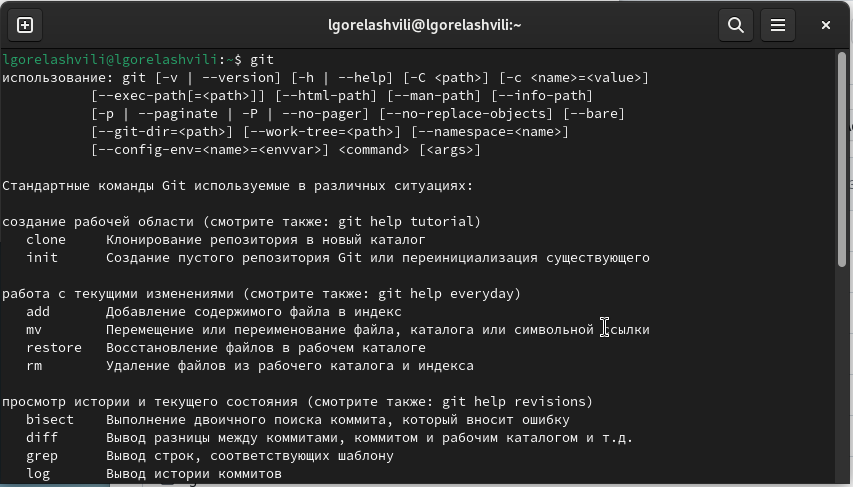 lgorelashvili@lgorelashvili:~
lgorelashvili@lgorelashvili:~$ git
использование: git [-v | --version] [-h | --help] [-C <path>] [-c <name>=<value>]
           [--exec-path[=<path>]] [--html-path] [--man-path] [--info-path]
           [-p | --paginate | -P | --no-pager] [--no-replace-objects] [--bare]
           [--git-dir=<path>] [--work-tree=<path>] [--namespace=<name>]
           [--config-env=<name>=<envvar>] <command> [<args>]

Стандартные команды Git используемые в различных ситуациях:

создание рабочей области (смотрите также: git help tutorial)
   clone     Клонирование репозитория в новый каталог
   init      Создание пустого репозитория Git или переинициализация существующего

работа с текущими изменениями (смотрите также: git help everyday)
   add       Добавление содержимого файла в индекс
   mv        Перемещение или переименование файла, каталога или символьной ссылки
   restore   Восстановление файлов в рабочем каталоге
   rm        Удаление файлов из рабочего каталога и индекса

просмотр истории и текущего состояния (смотрите также: git help revisions)
   bisect    Выполнение двоичного поиска коммита, который вносит ошибку
   diff      Вывод разницы между коммитами, коммитом и рабочим каталогом и т.д.
   grep      Вывод строк, соответствующих шаблону
   log       Вывод истории коммитов